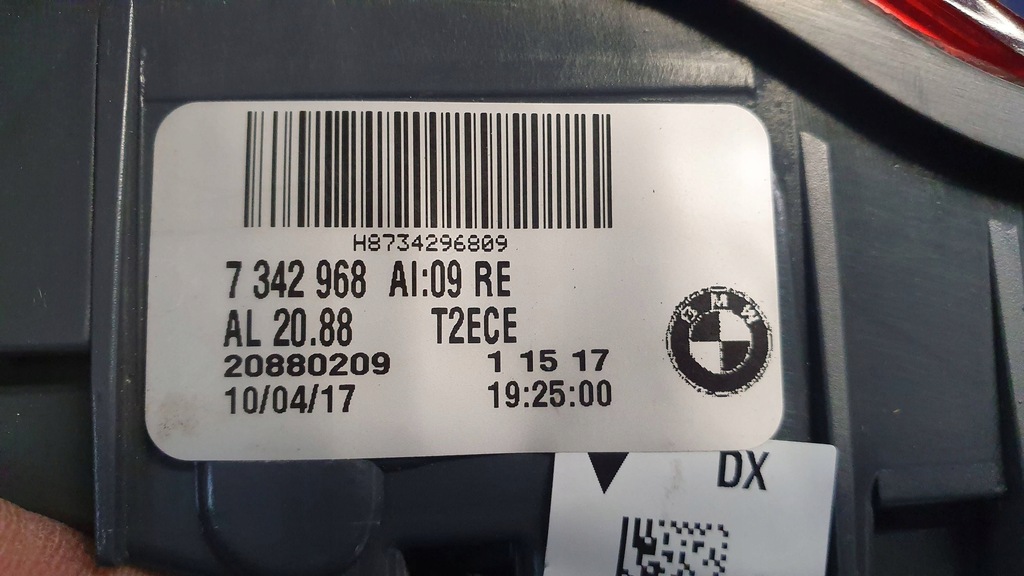 H8734296809
7 342 968 AI:09 RE
AL 20.88 T2ECE
20880209 1 15 17
10/04/17 19:25:00
BMW
DX